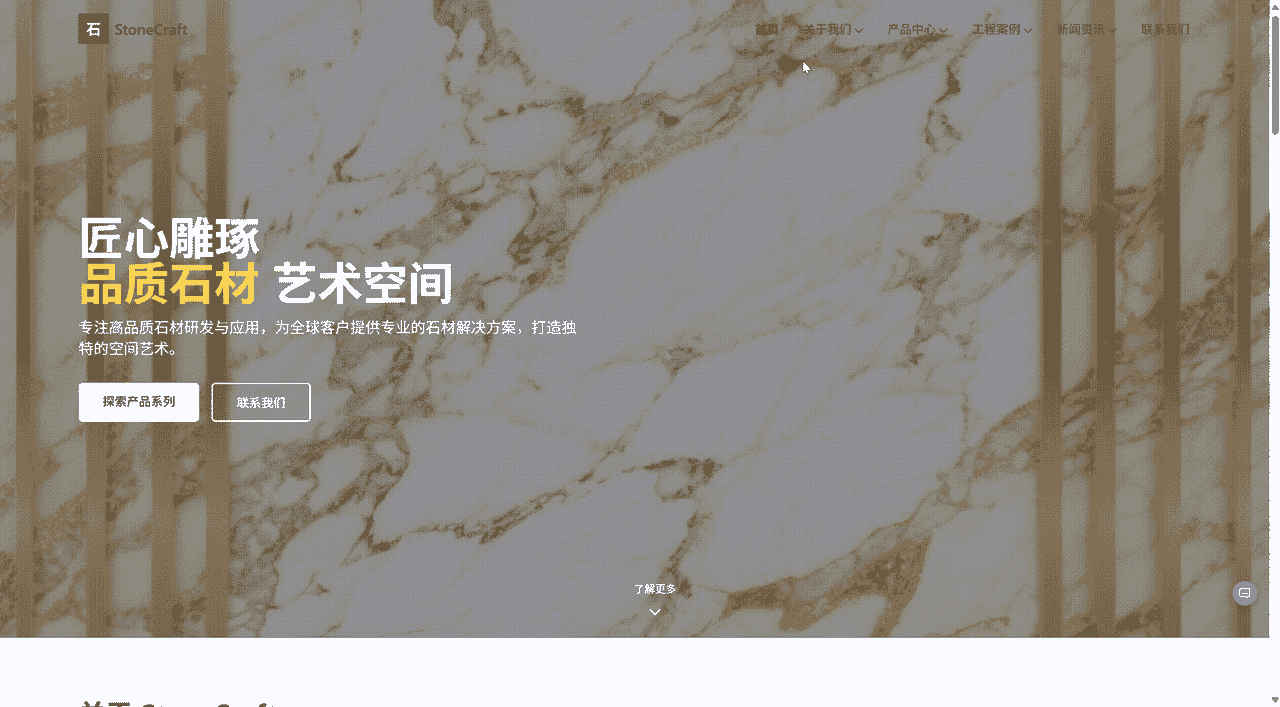 石 StoneCraft
首页 关于我们 产品中心 工程案例 新闻资讯 联系我们
匠心雕琢
品质石材 艺术空间
专注高品质石材研发与应用，为全球客户提供专业的石材解决方案，打造独
特的空间艺术。
探索产品系列 联系我们
了解更多
关于 StoneCraft